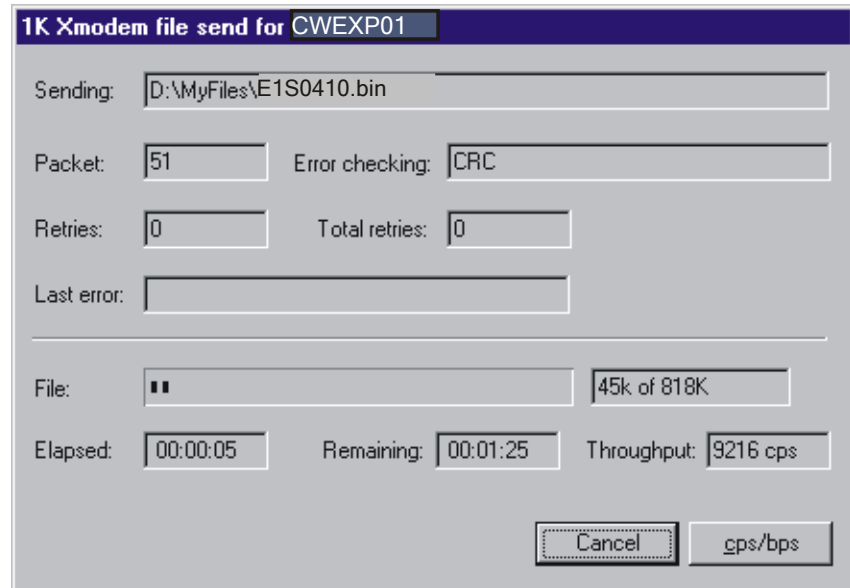 1K Xmodem file send for CWEXP01
Sending: D:\MyFiles\E1S0410.bin
Packet: 51 Error checking: CRC
Retries: 0 Total retries: 0
Last error:
File: 45k of 818K
Elapsed: 00:00:05 Remaining: 00:01:25 Throughput: 9216 cps
Cancel cps/bps